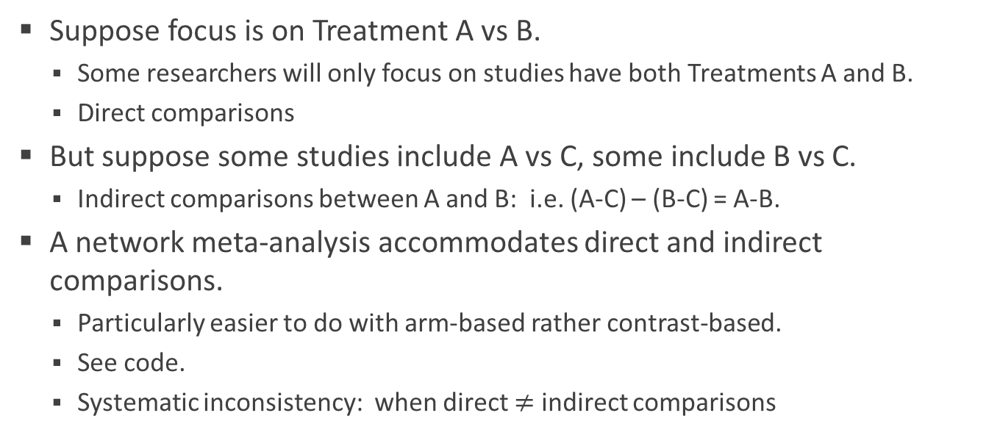 ▪ Suppose focus is on Treatment A vs B.
▪ Some researchers will only focus on studies have both Treatments A and B.
▪ Direct comparisons
▪ But suppose some studies include A vs C, some include B vs C.
▪ Indirect comparisons between A and B:  i.e. (A-C) – (B-C) = A-B.
▪ A network meta-analysis accommodates direct and indirect
comparisons.
▪ Particularly easier to do with arm-based rather contrast-based.
▪ See code.
▪ Systematic inconsistency:  when direct ≠ indirect comparisons